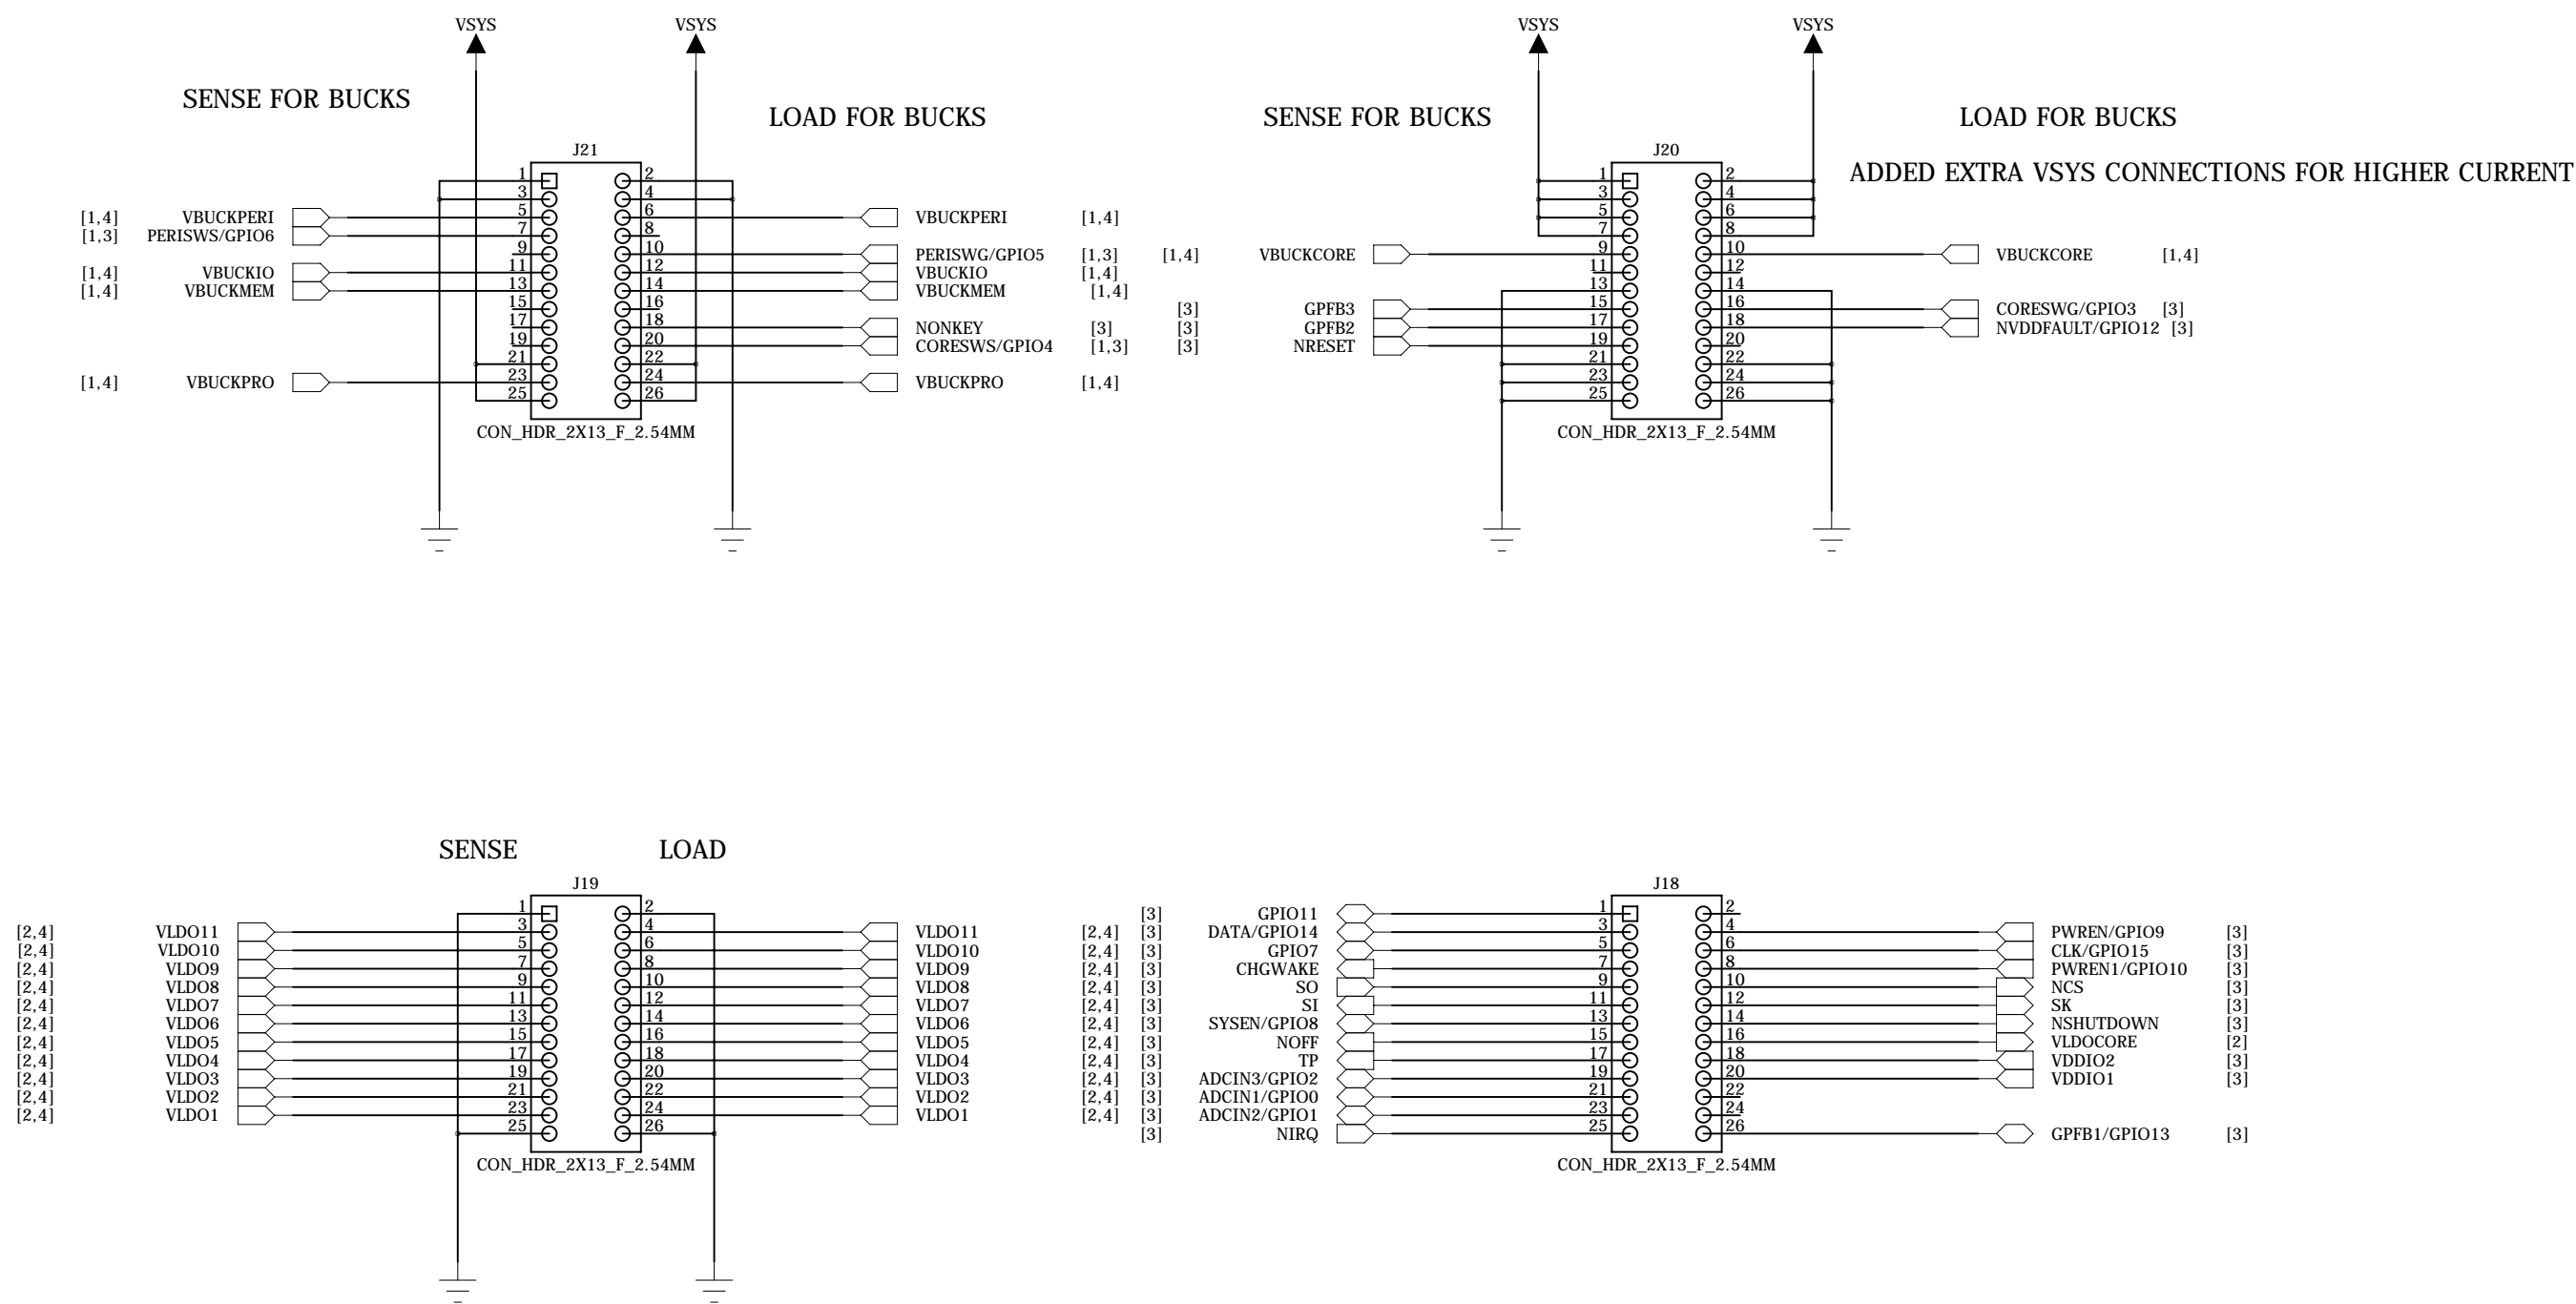 VSYS VSYS VSYS VSYS
SENSE FOR BUCKS LOAD FOR BUCKS SENSE FOR BUCKS LOAD FOR BUCKS
ADDED EXTRA VSYS CONNECTIONS FOR HIGHER CURRENT
J21
1 2
3 4
[1,4] VBUCKPERI 5 6 VBUCKPERI [1,4]
[1,3] PERISWS/GPIO6 7 8
9 10 PERISWG/GPIO5 [1,3]
[1,4] VBUCKIO 11 12 VBUCKIO [1,4]
[1,4] VBUCKMEM 13 14 VBUCKMEM [1,4]
15 16
17 18 NONKEY [3]
19 20 CORESWS/GPIO4 [1,3]
21 22
[1,4] VBUCKPRO 23 24 VBUCKPRO [1,4]
25 26
CON_HDR_2X13_F_2.54MM
J20
1 2
3 4
5 6
7 8
[1,4] VBUCKCORE 9 10 VBUCKCORE [1,4]
11 12
13 14
[3] GPFB3 15 16 CORESWG/GPIO3 [3]
[3] GPFB2 17 18 NVDDFAULT/GPIO12 [3]
[3] NRESET 19 20
21 22
23 24
25 26
CON_HDR_2X13_F_2.54MM
SENSE LOAD
J19
1 2
[2,4] VLDO11 3 4 VLDO11 [2,4]
[2,4] VLDO10 5 6 VLDO10 [2,4]
[2,4] VLDO9 7 8 VLDO9 [2,4]
[2,4] VLDO8 9 10 VLDO8 [2,4]
[2,4] VLDO7 11 12 VLDO7 [2,4]
[2,4] VLDO6 13 14 VLDO6 [2,4]
[2,4] VLDO5 15 16 VLDO5 [2,4]
[2,4] VLDO4 17 18 VLDO4 [2,4]
[2,4] VLDO3 19 20 VLDO3 [2,4]
[2,4] VLDO2 21 22 VLDO2 [2,4]
[2,4] VLDO1 23 24 VLDO1 [2,4]
25 26
CON_HDR_2X13_F_2.54MM
J18
[3] GPIO11 1 2
[3] DATA/GPIO14 3 4 PWREN/GPIO9 [3]
[3] GPIO7 5 6 CLK/GPIO15 [3]
[3] CHGWAKE 7 8 PWREN1/GPIO10 [3]
[3] SO 9 10 NCS [3]
[3] SI 11 12 SK [3]
[3] SYSEN/GPIO8 13 14 NSHUTDOWN [3]
[3] NOFF 15 16 VLDOCORE [2]
[3] TP 17 18 VDDIO2 [3]
[3] ADCIN3/GPIO2 19 20 VDDIO1 [3]
[3] ADCIN1/GPIO0 21 22
[3] ADCIN2/GPIO1 23 24
[3] NIRQ 25 26 GPFB1/GPIO13 [3]
CON_HDR_2X13_F_2.54MM